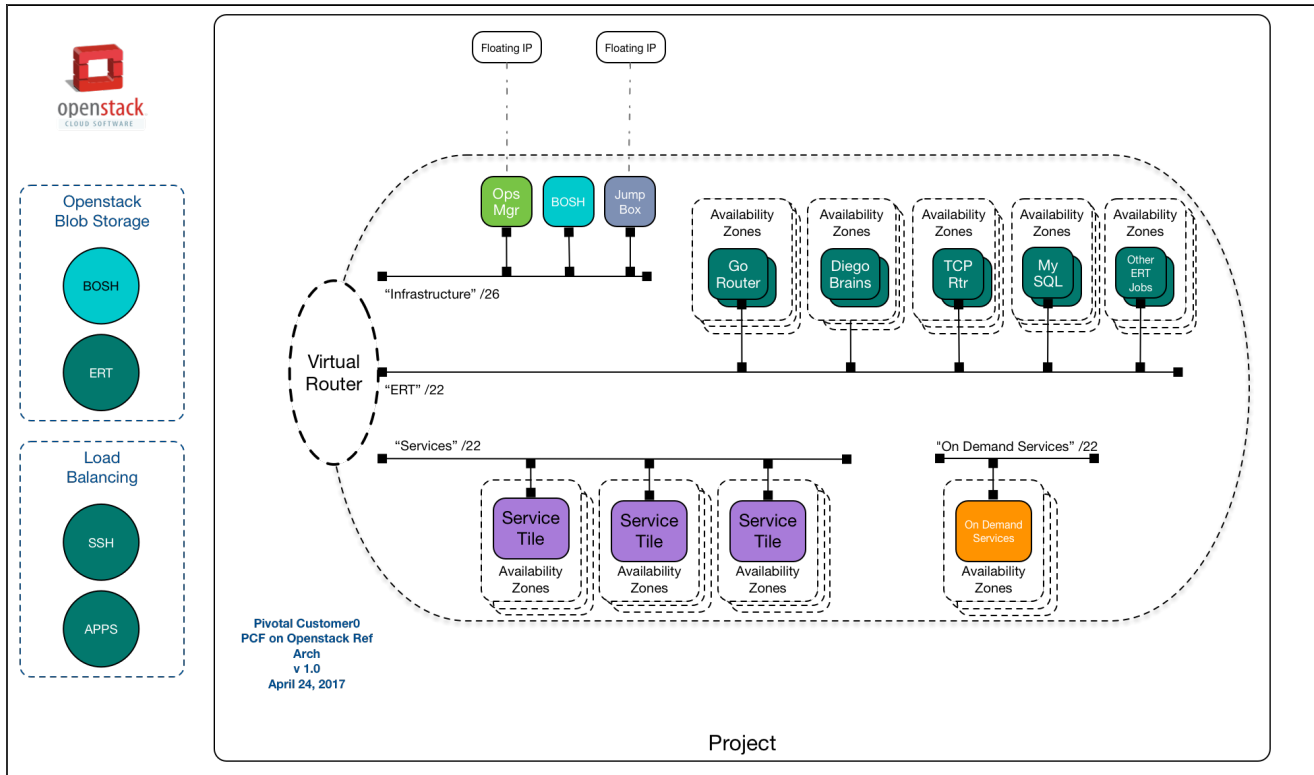 openstack
CLOUD SOFTWARE
Openstack
Blob Storage
BOSH
ERT
Load
Balancing
SSH
APPS
Floating IP
Floating IP
Ops
Mgr
BOSH
Jump
Box
“Infrastructure” /26
Availability
Zones
Go
Router
Availability
Zones
Diego
Brains
Availability
Zones
TCP
Rtr
Availability
Zones
My
SQL
Availability
Zones
Other
ERT
Jobs
Virtual
Router
“ERT” /22
“Services” /22
"On Demand Services" /22
Service
Tile
Availability
Zones
Service
Tile
Availability
Zones
Service
Tile
Availability
Zones
On Demand
Services
Availability
Zones
Pivotal Customer0
PCF on Openstack Ref
Arch
v 1.0
April 24, 2017
Project